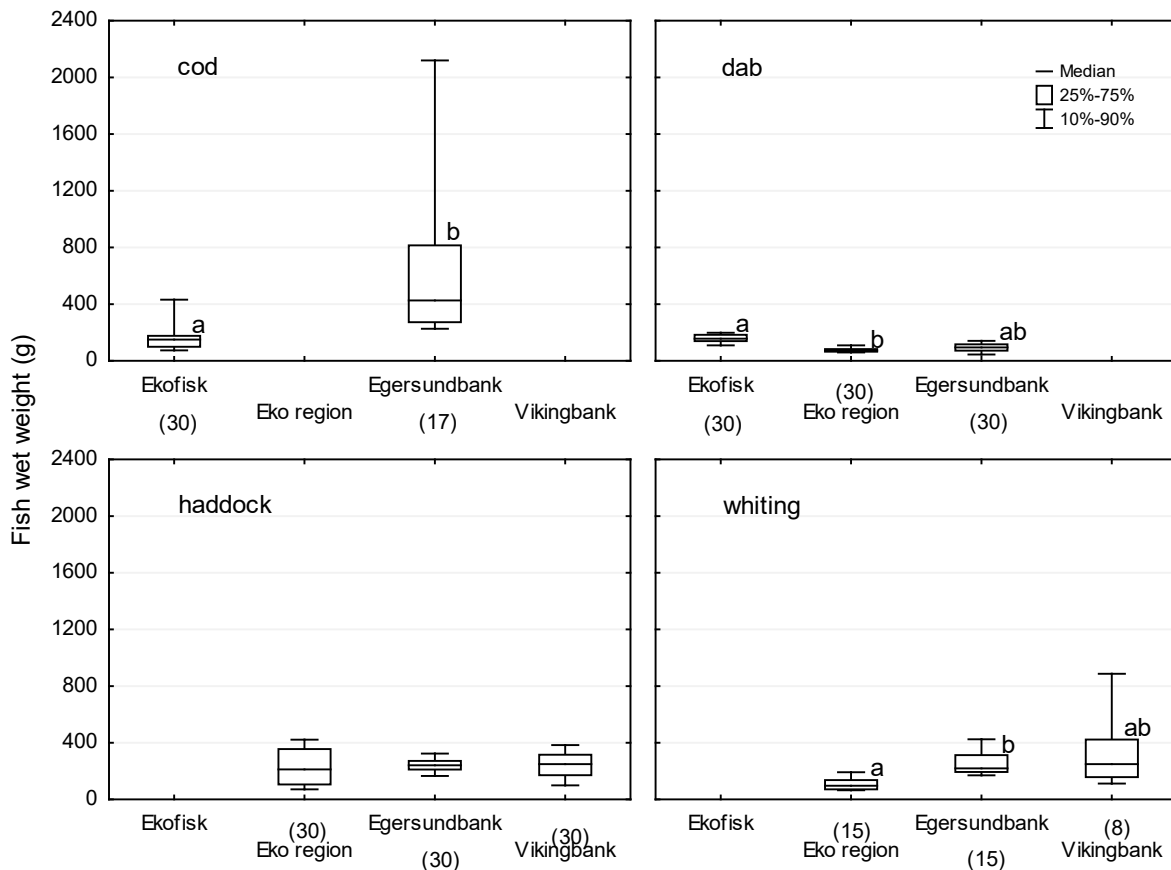 Fish wet weight (g)
2400
2000
1600
1200
800
400
0
cod
a
b
Ekofisk
Eko region
Egersundbank
Vikingbank
(30)
(17)
dab
Median
25%-75%
10%-90%
a
b
ab
Ekofisk
Eko region
Egersundbank
Vikingbank
(30)
(30)
(30)
2400
2000
1600
1200
800
400
0
haddock
Ekofisk
Eko region
Egersundbank
Vikingbank
(30)
(30)
(30)
whiting
a
b
ab
Ekofisk
Eko region
Egersundbank
Vikingbank
(15)
(15)
(8)